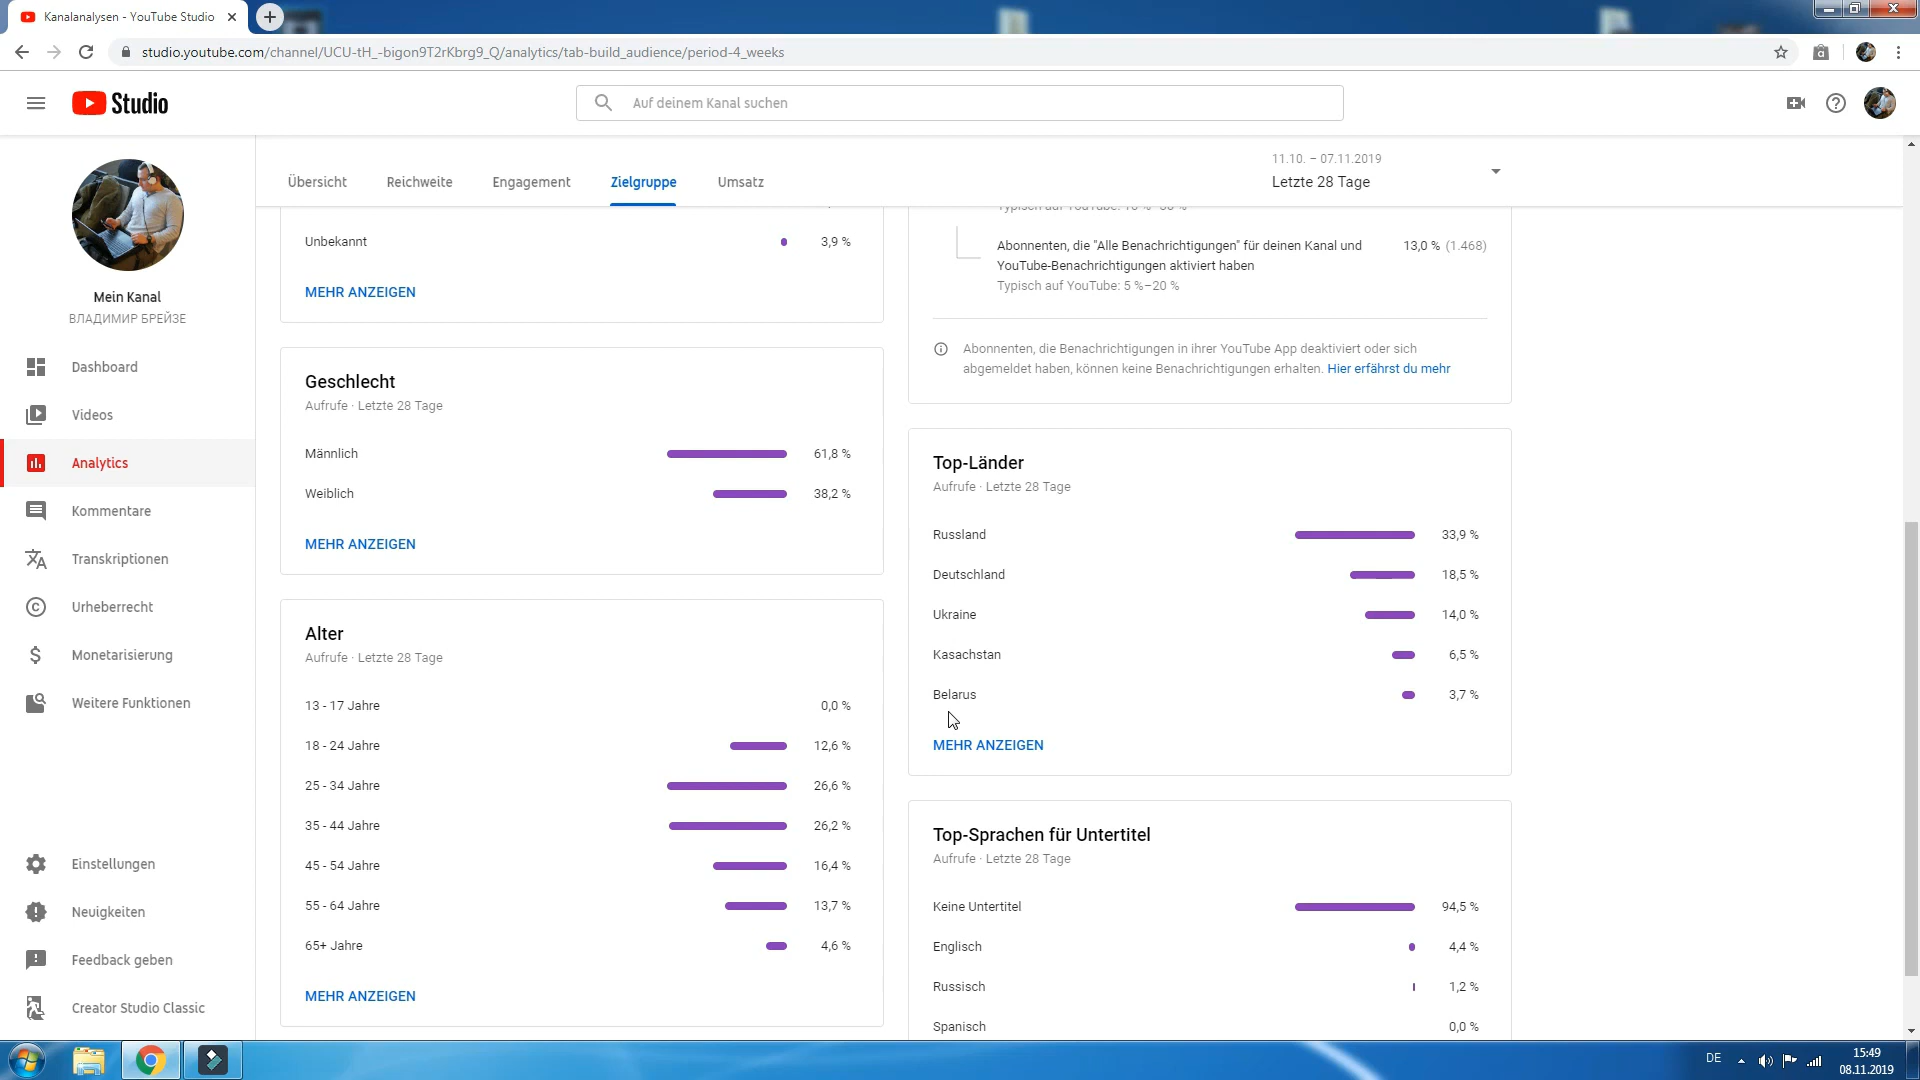 Kanalanalysen - YouTube Studio
studio.youtube.com/channel/UCU-tH_-bigon9T2rKbrg9_Q/analytics/tab-build_audience/period-4_weeks
Studio
Auf deinem Kanal suchen
Mein Kanal
ВЛАДИМИР БРЕЙЗЕ
Dashboard
Videos
Analytics
Kommentare
Transkriptionen
Urheberrecht
Monetarisierung
Weitere Funktionen
Einstellungen
Neuigkeiten
Feedback geben
Creator Studio Classic
Übersicht
Reichweite
Engagement
Zielgruppe
Umsatz
11.10. – 07.11.2019
Letzte 28 Tage
Unbekannt 3,9 %
MEHR ANZEIGEN
Geschlecht
Aufrufe · Letzte 28 Tage
Männlich 61,8 %
Weiblich 38,2 %
MEHR ANZEIGEN
Alter
Aufrufe · Letzte 28 Tage
13 - 17 Jahre 0,0 %
18 - 24 Jahre 12,6 %
25 - 34 Jahre 26,6 %
35 - 44 Jahre 26,2 %
45 - 54 Jahre 16,4 %
55 - 64 Jahre 13,7 %
65+ Jahre 4,6 %
MEHR ANZEIGEN
Abonnenten, die "Alle Benachrichtigungen" für deinen Kanal und 13,0 % (1.468)
YouTube-Benachrichtigungen aktiviert haben
Typisch auf YouTube: 5 %–20 %
Abonnenten, die Benachrichtigungen in ihrer YouTube App deaktiviert oder sich
abgemeldet haben, können keine Benachrichtigungen erhalten. Hier erfährst du mehr
Top-Länder
Aufrufe · Letzte 28 Tage
Russland 33,9 %
Deutschland 18,5 %
Ukraine 14,0 %
Kasachstan 6,5 %
Belarus 3,7 %
MEHR ANZEIGEN
Top-Sprachen für Untertitel
Aufrufe · Letzte 28 Tage
Keine Untertitel 94,5 %
Englisch 4,4 %
Russisch 1,2 %
Spanisch 0,0 %
DE
15:49
08.11.2019